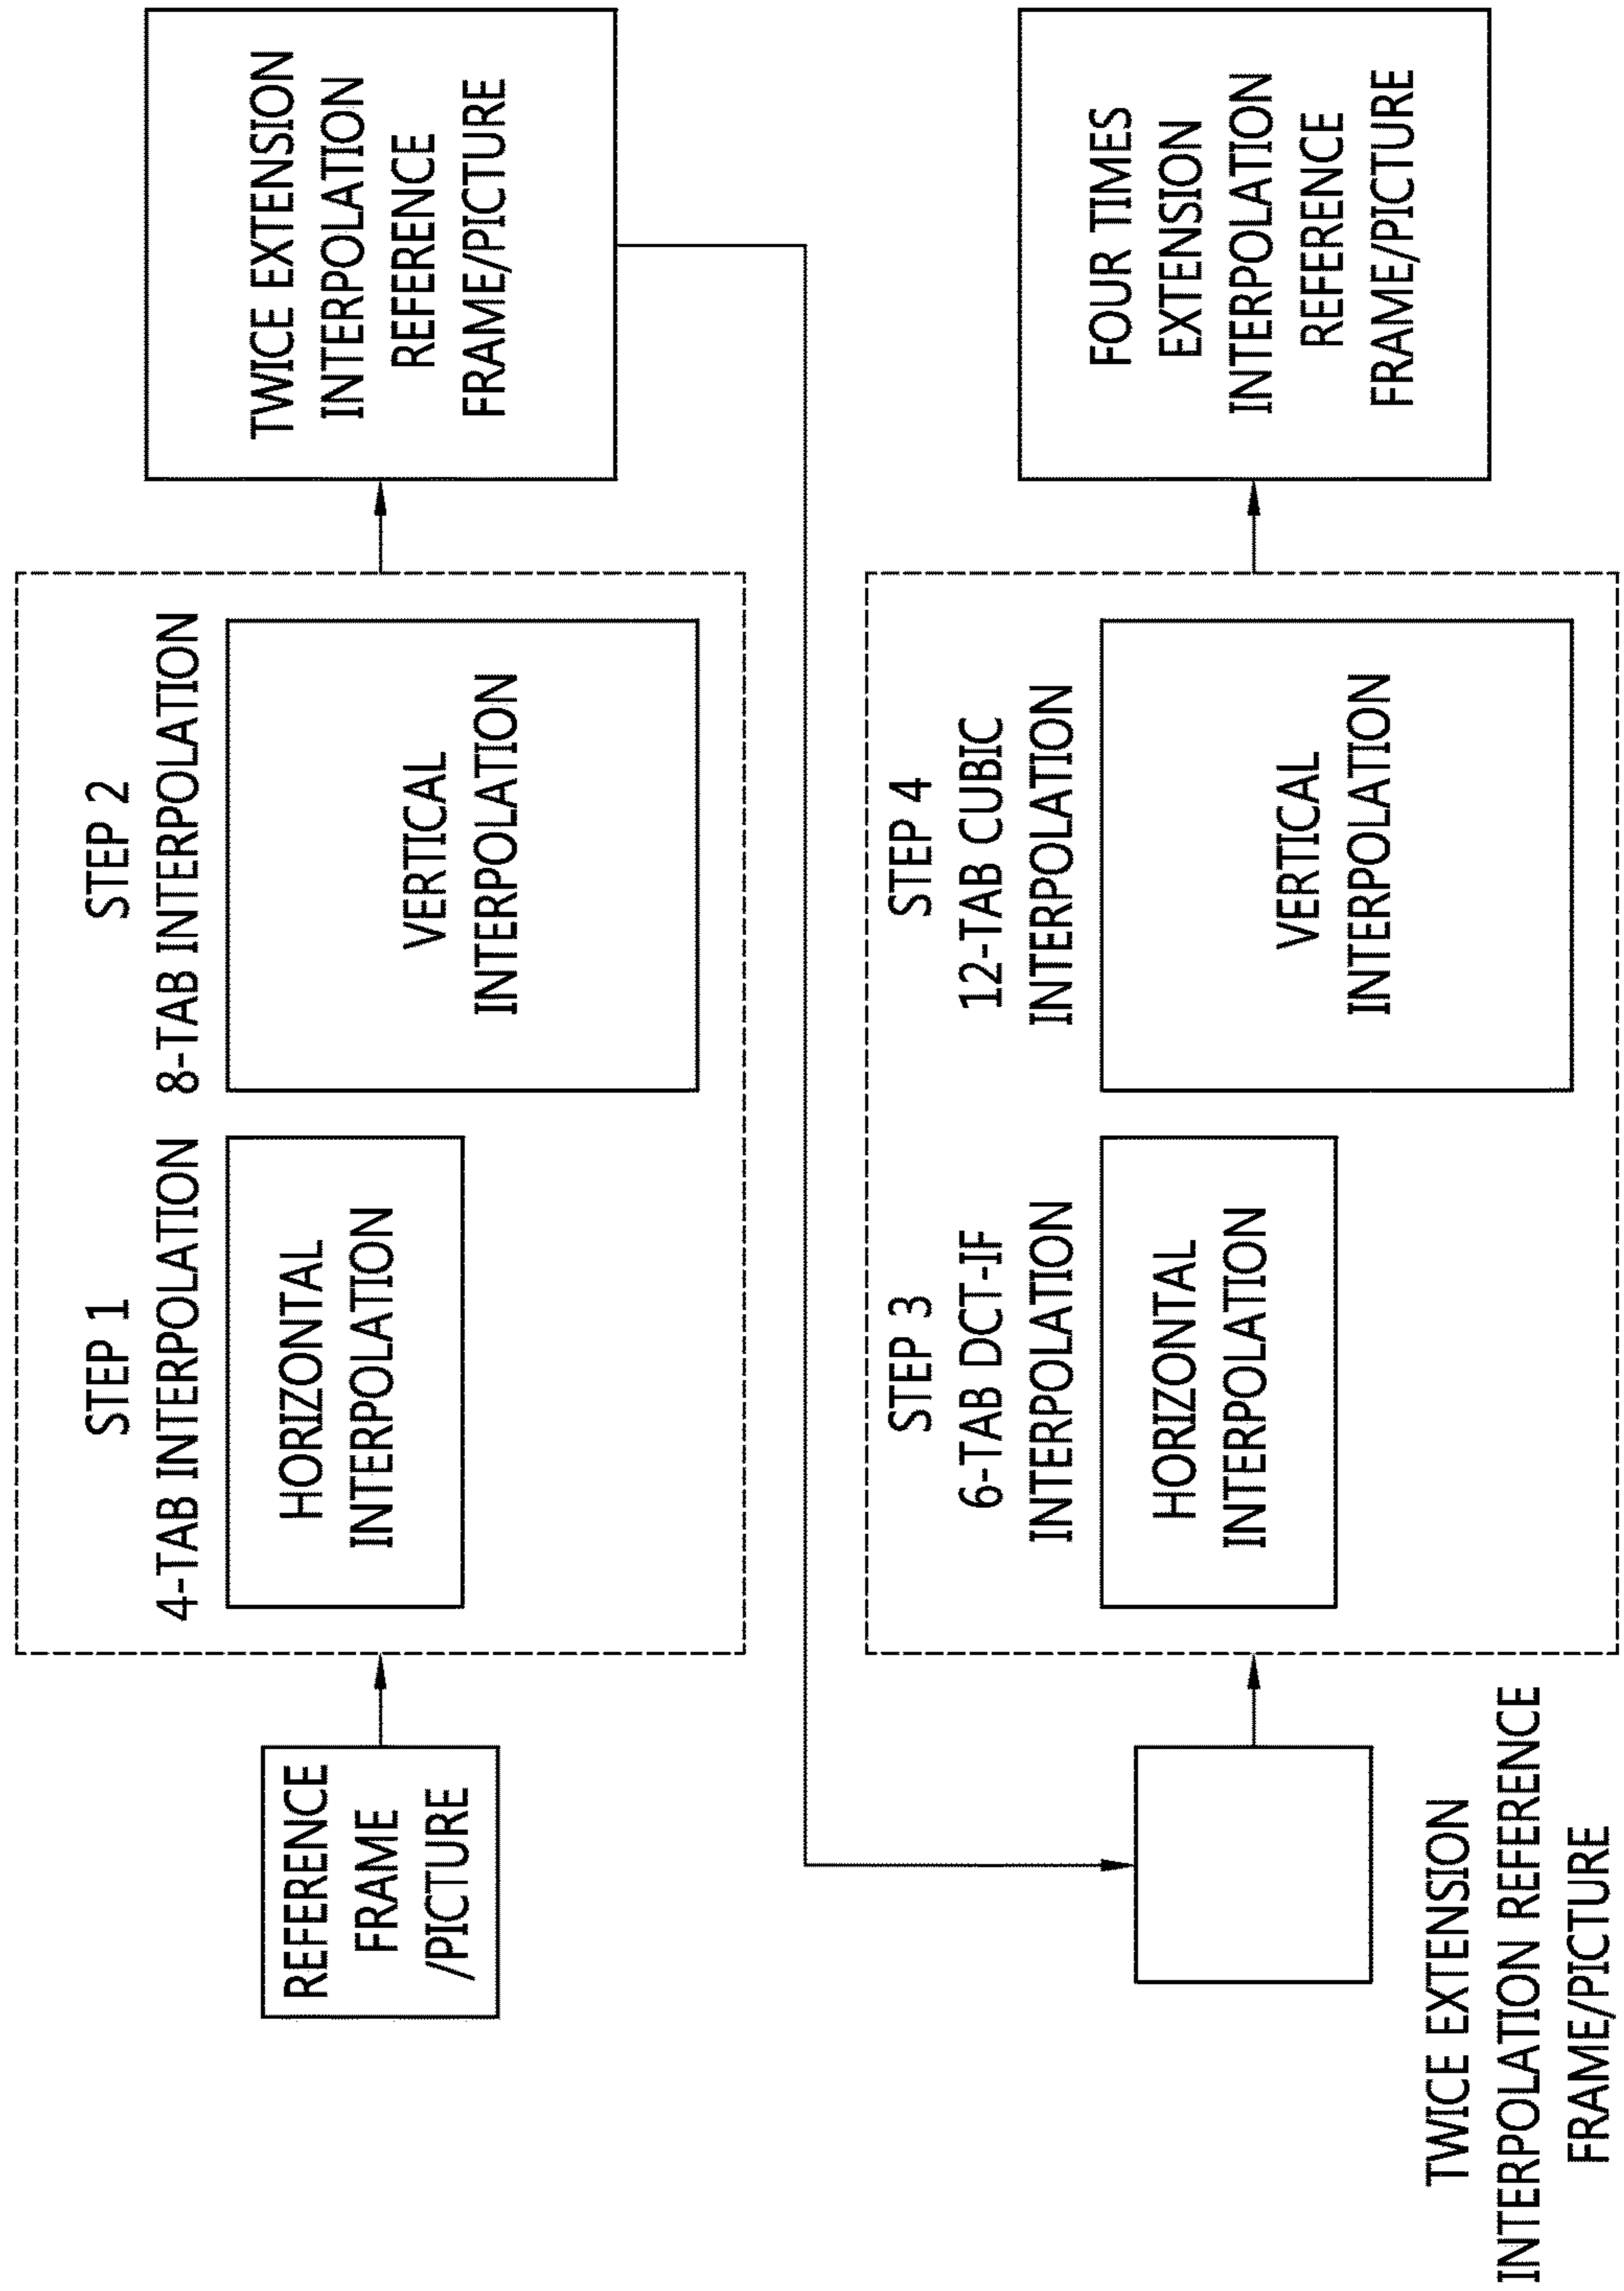 REFERENCE
FRAME
/PICTURE
STEP 1
4-TAB INTERPOLATION
HORIZONTAL
INTERPOLATION
STEP 2
8-TAB INTERPOLATION
VERTICAL
INTERPOLATION
TWICE EXTENSION
INTERPOLATION
REFERENCE
FRAME/PICTURE
TWICE EXTENSION
INTERPOLATION REFERENCE
FRAME/PICTURE
STEP 3
6-TAB DCT-IF
INTERPOLATION
HORIZONTAL
INTERPOLATION
STEP 4
12-TAB CUBIC
INTERPOLATION
VERTICAL
INTERPOLATION
FOUR TIMES
EXTENSION
INTERPOLATION
REFERENCE
FRAME/PICTURE